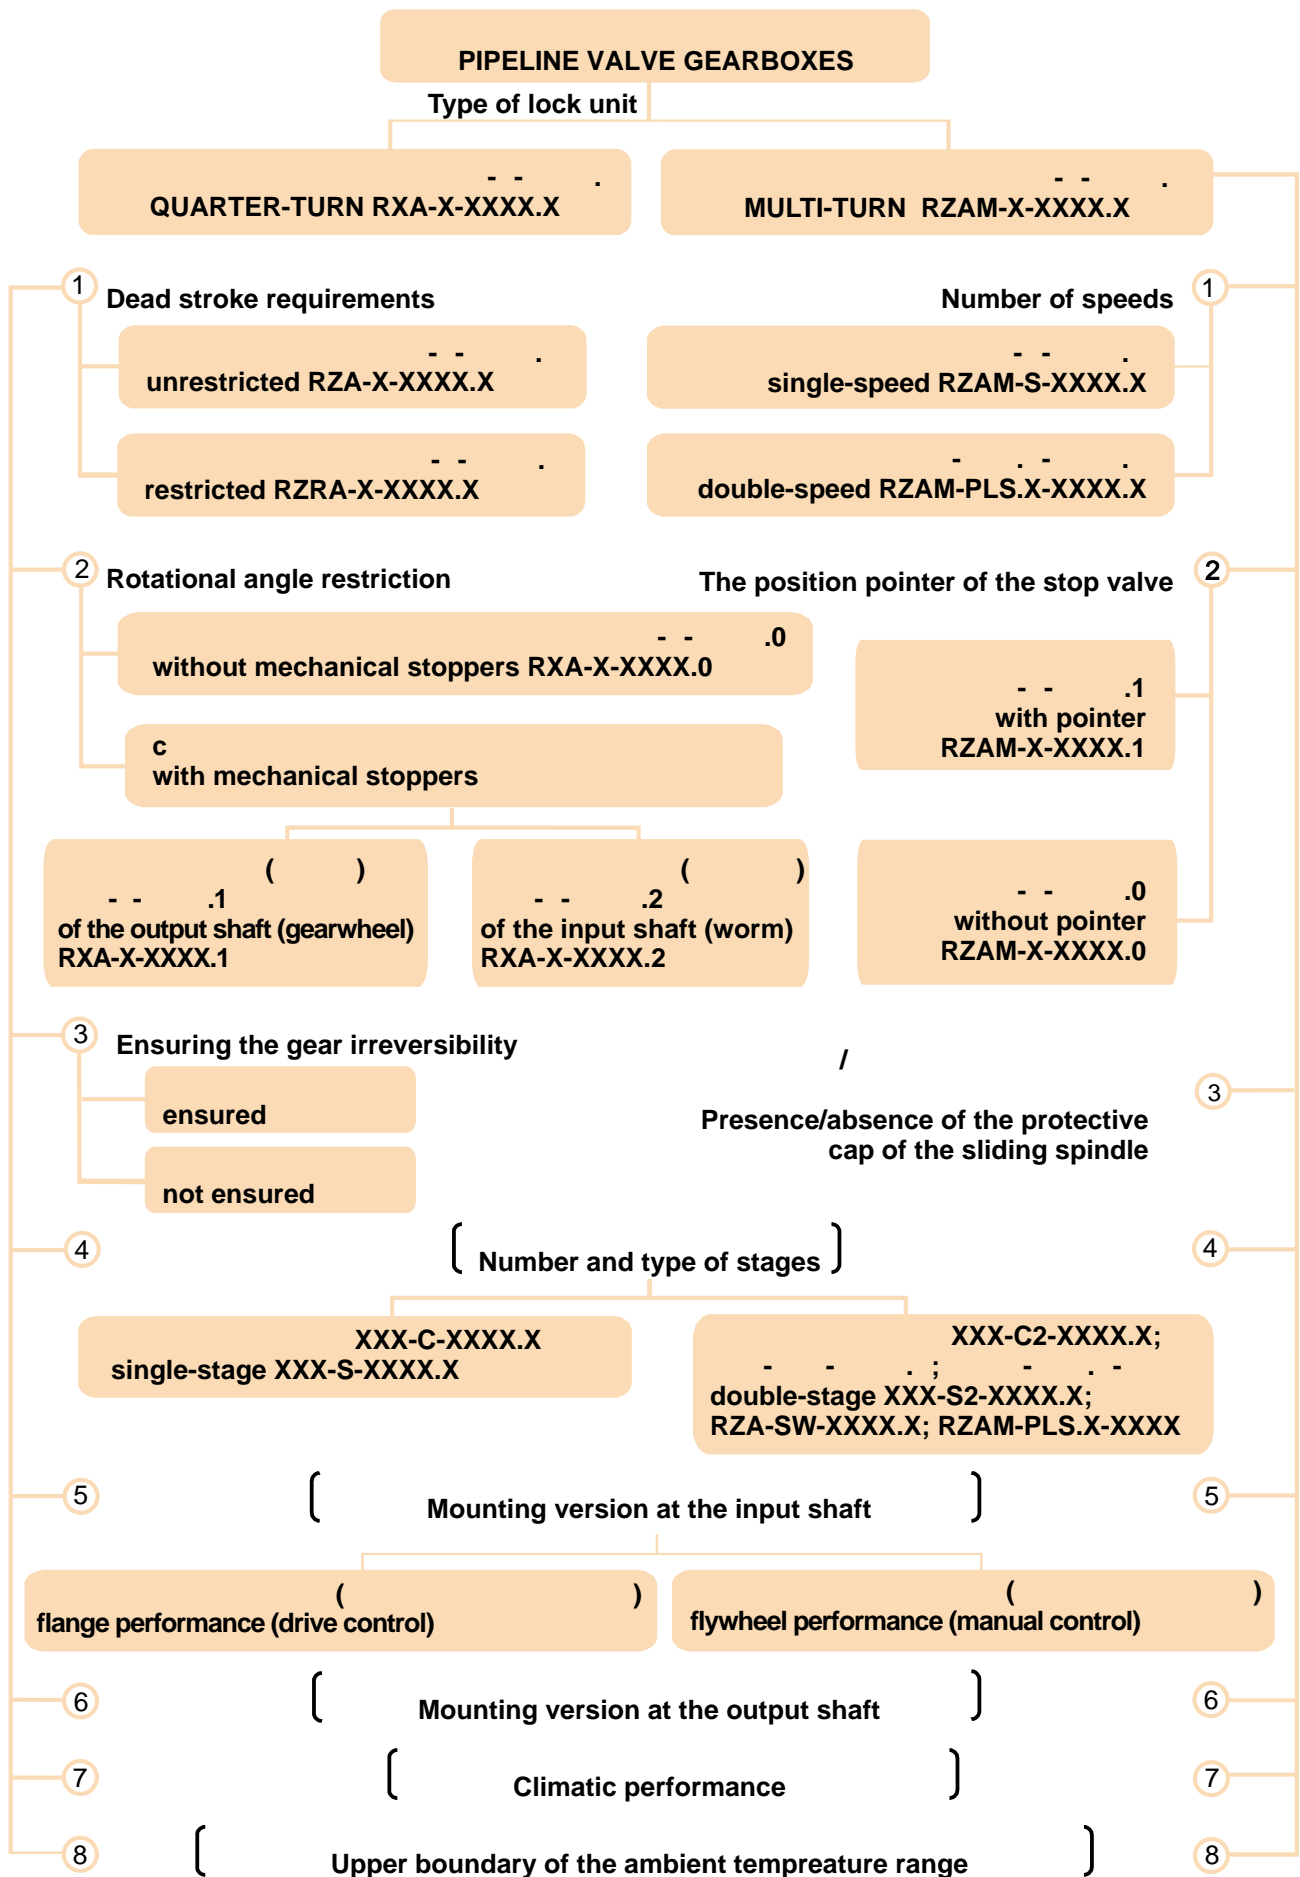 PIPELINE VALVE GEARBOXES
Type of lock unit
- - .
QUARTER-TURN RXA-X-XXXX.X
- - .
MULTI-TURN RZAM-X-XXXX.X
1
Dead stroke requirements
- - .
unrestricted RZA-X-XXXX.X
- - .
restricted RZRA-X-XXXX.X
Number of speeds
1
- - .
single-speed RZAM-S-XXXX.X
- . - .
double-speed RZAM-PLS.X-XXXX.X
2
Rotational angle restriction
- - .0
without mechanical stoppers RXA-X-XXXX.0
c
with mechanical stoppers
( )
- - .1
of the output shaft (gearwheel)
RXA-X-XXXX.1
( )
- - .2
of the input shaft (worm)
RXA-X-XXXX.2
The position pointer of the stop valve
2
- - .1
with pointer
RZAM-X-XXXX.1
- - .0
without pointer
RZAM-X-XXXX.0
3
Ensuring the gear irreversibility
ensured
not ensured
/
3
Presence/absence of the protective
cap of the sliding spindle
4
( Number and type of stages )
4
XXX-C-XXXX.X
single-stage XXX-S-XXXX.X
XXX-C2-XXXX.X;
- - . ; - . -
double-stage XXX-S2-XXXX.X;
RZA-SW-XXXX.X; RZAM-PLS.X-XXXX
5
( Mounting version at the input shaft )
5
( )
flange performance (drive control)
( )
flywheel performance (manual control)
6
( Mounting version at the output shaft )
6
7
( Climatic performance )
7
8
( Upper boundary of the ambient tempreature range )
8